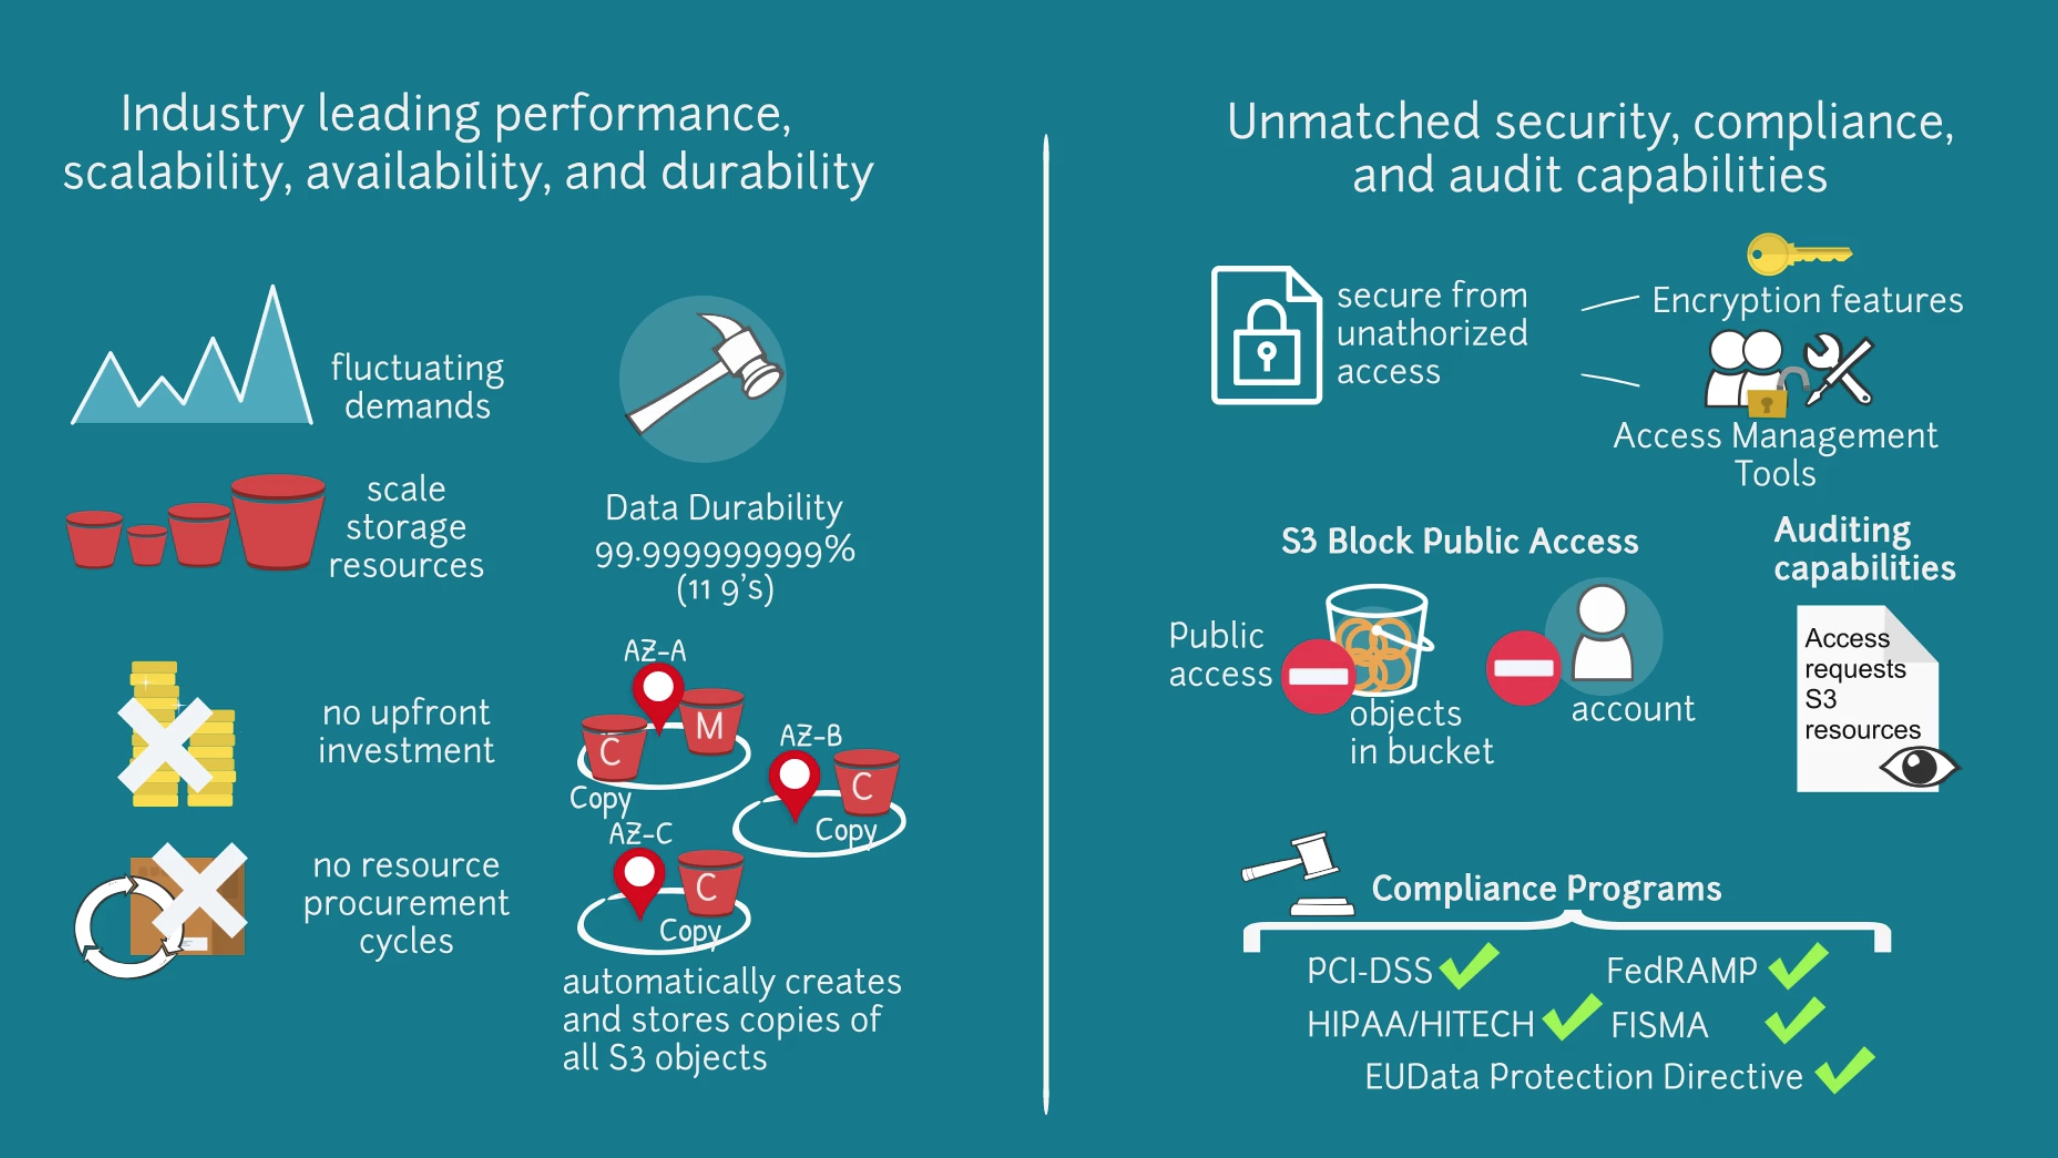 Industry leading performance,
scalability, availability, and durability
fluctuating
demands
scale
storage
resources
no upfront
investment
no resource
procurement
cycles
Data Durability
99.999999999%
(11 9's)
AZ-A
C
M
Copy
AZ-B
C
Copy
AZ-C
C
Copy
automatically creates
and stores copies of
all S3 objects
Unmatched security, compliance,
and audit capabilities
secure from
unathorized
access
Encryption features
Access Management
Tools
S3 Block Public Access
Public
access
objects
in bucket
account
Auditing
capabilities
Access
requests
S3
resources
Compliance Programs
PCI-DSS
FedRAMP
HIPAA/HITECH
FISMA
EUData Protection Directive